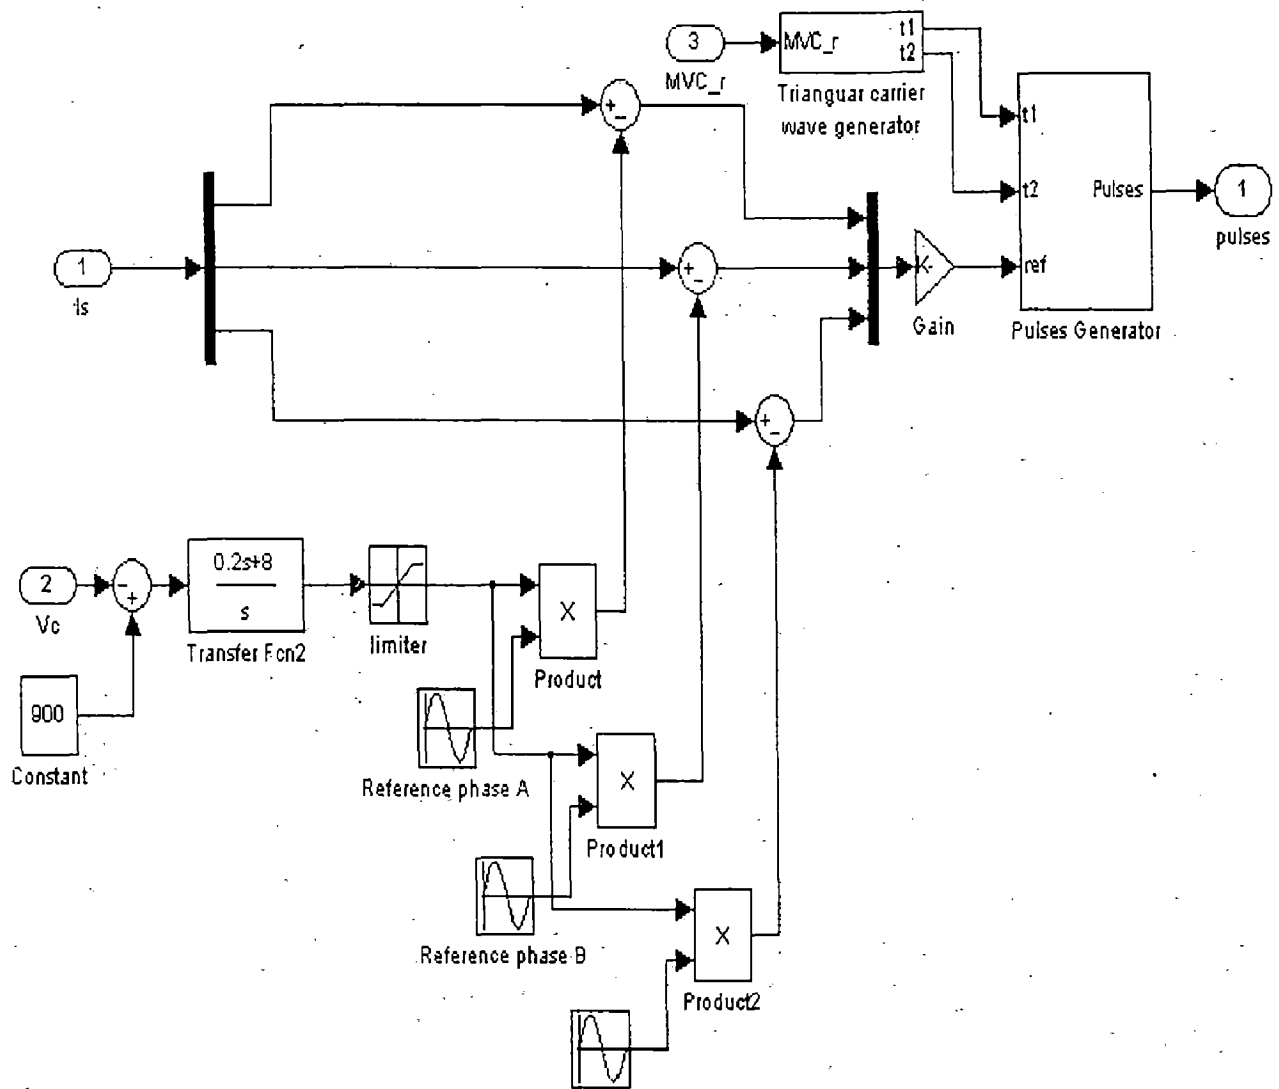 3
MVC_r
MVC_r
t1
t2
Trianguar carrier
wave generator
t1
t2
ref
Pulses
Pulses Generator
1
pulses
+
−
1
Is
+
−
K-
Gain
+
−
2
Vc
-
+
0.2s+8
s
Transfer Fcn2
limiter
X
Product
900
Constant
Reference phase A
X
Product1
Reference phase B
X
Product2